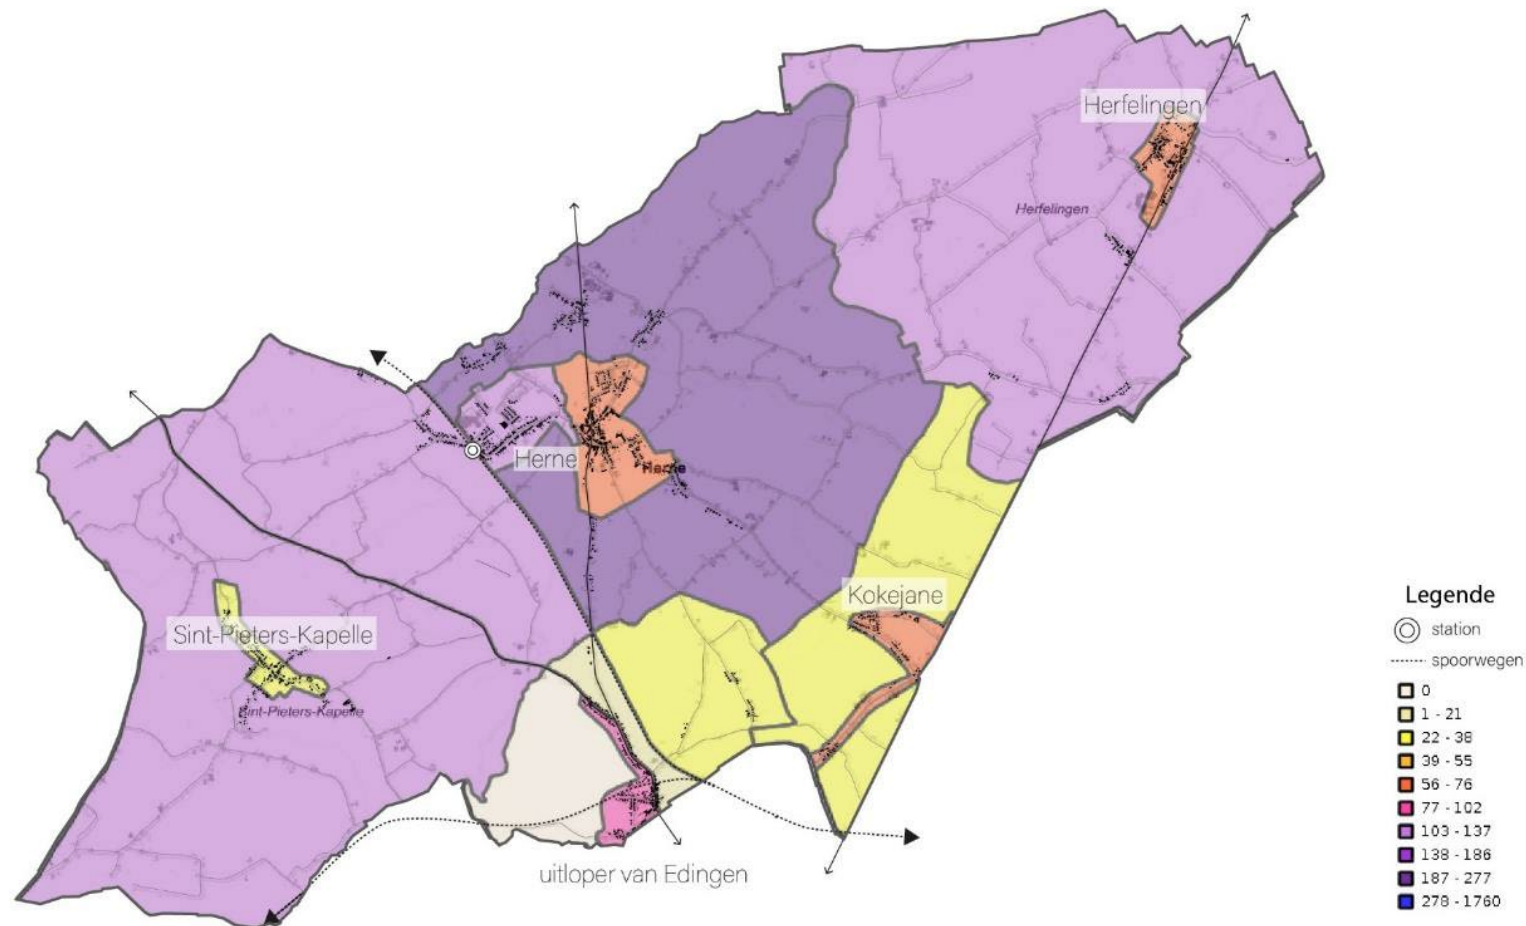 Herfelingen
Herfelingen
Herne
Herne
Kokejane
Sint-Pieters-Kapelle
Sint-Pieters-Kapelle
uitloper van Edingen
Legende
station
spoorwegen
0
1 - 21
22 - 38
39 - 55
56 - 76
77 - 102
103 - 137
138 - 186
187 - 277
278 - 1760